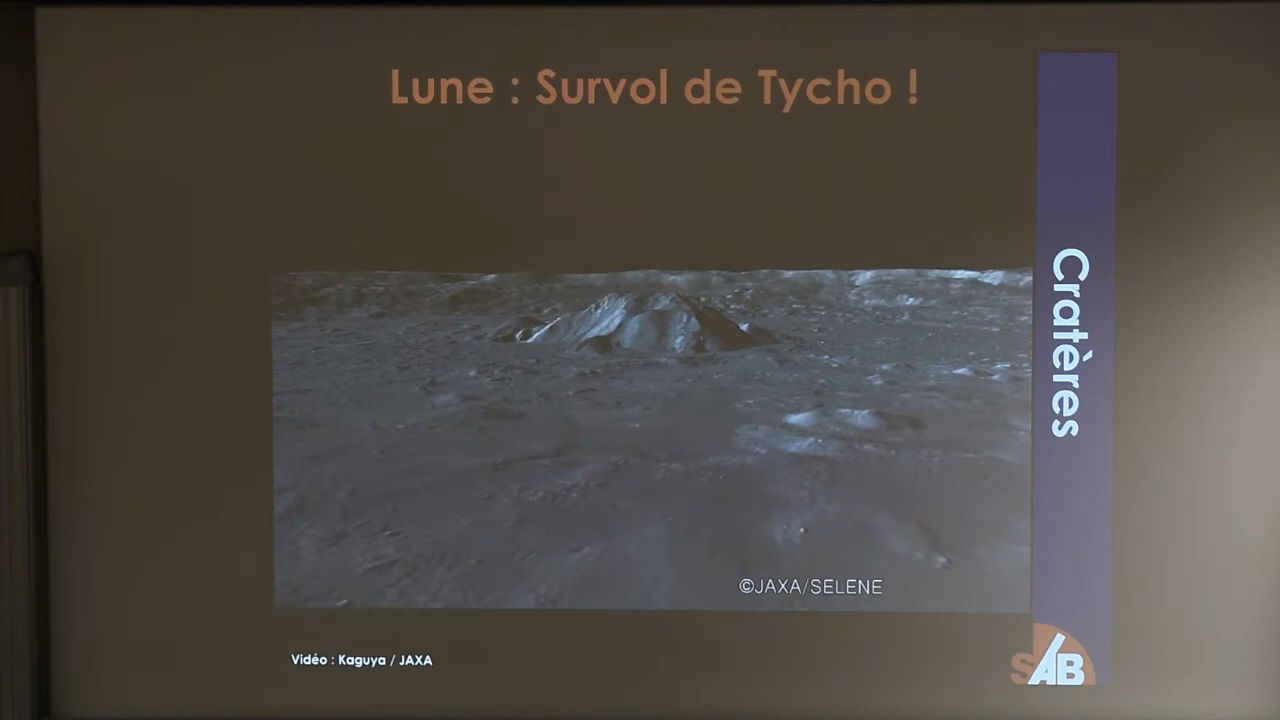 Lune : Survol de Tycho !
Cratères
©JAXA/SELENE
Vidéo : Kaguya / JAXA
SAB